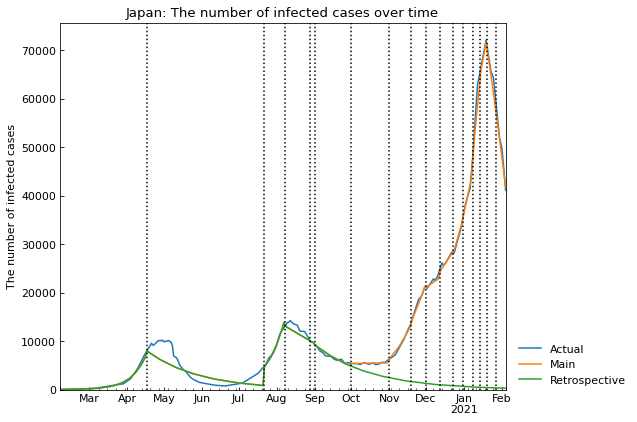 Japan: The number of infected cases over time
The number of infected cases
70000
60000
50000
40000
30000
20000
10000
0
Mar Apr May Jun Jul Aug Sep Oct Nov Dec Jan Feb
2021
Actual
Main
Retrospective